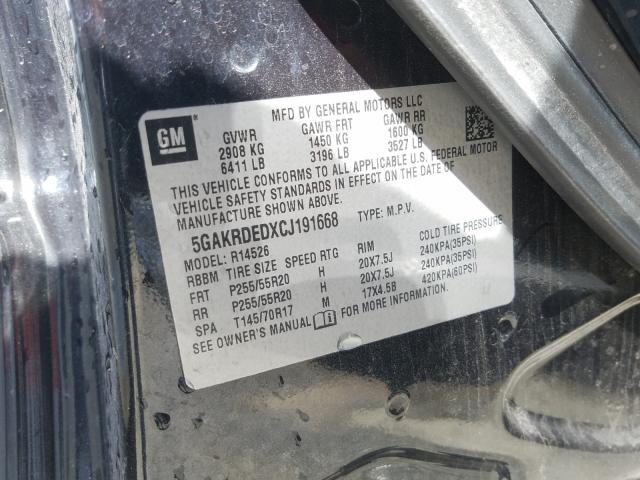 MFD BY GENERAL MOTORS LLC
GM
GVWR GAWR FRT GAWR RR
2908 KG 1450 KG 1600 KG
6411 LB 3196 LB 3527 LB
THIS VEHICLE CONFORMS TO ALL APPLICABLE U.S. FEDERAL MOTOR
VEHICLE SAFETY STANDARDS IN EFFECT ON THE DATE OF
MANUFACTURE SHOWN ABOVE.
5GAKRDEDXCJ191668 TYPE: M.P.V.
MODEL: R14526
RBBM TIRE SIZE SPEED RTG RIM COLD TIRE PRESSURE
FRT P255/55R20 H 20X7.5J 240KPA(35PSI)
RR P255/55R20 H 20X7.5J 240KPA(35PSI)
SPA T145/70R17 M 17X4.5B 420KPA(60PSI)
SEE OWNER'S MANUAL FOR MORE INFORMATION.